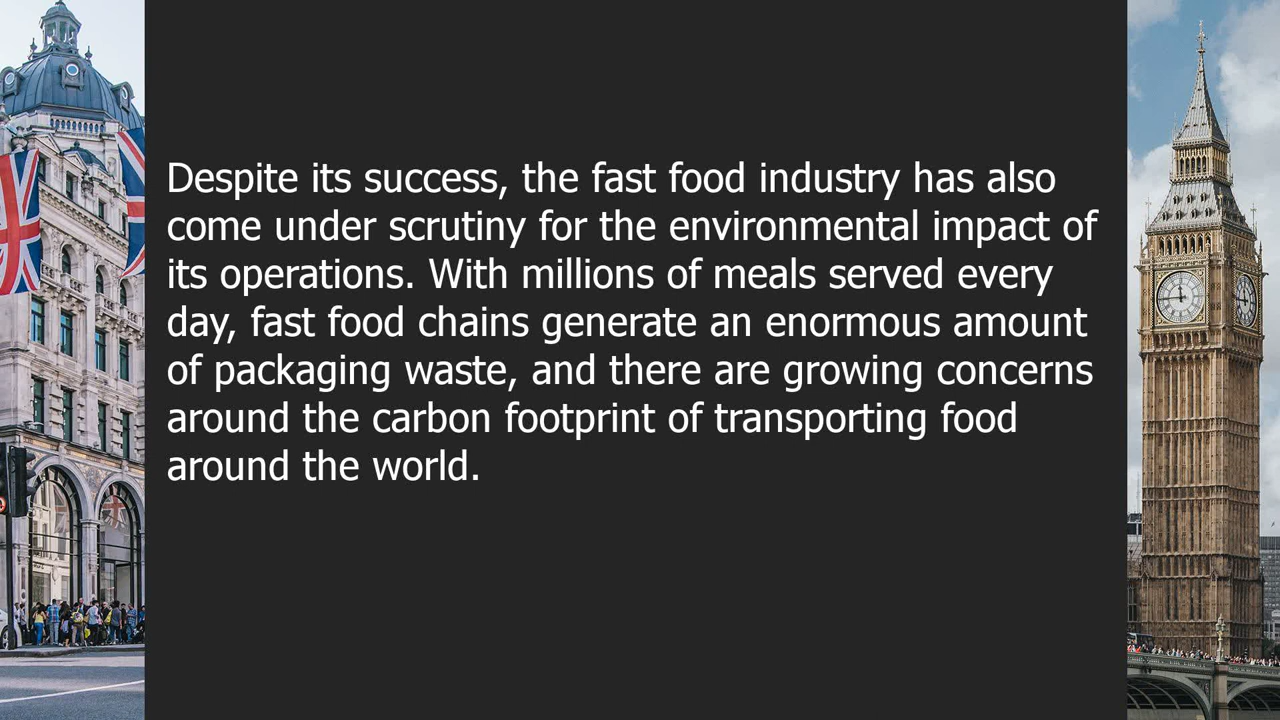 Despite its success, the fast food industry has also
come under scrutiny for the environmental impact of
its operations. With millions of meals served every
day, fast food chains generate an enormous amount
of packaging waste, and there are growing concerns
around the carbon footprint of transporting food
around the world.